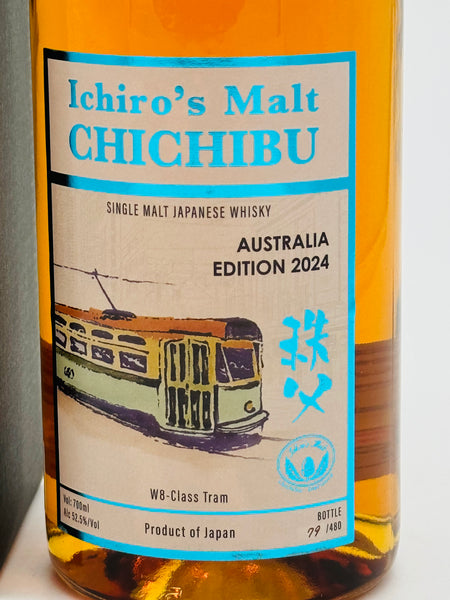 Ichiro's Malt
CHICHIBU
SINGLE MALT JAPANESE WHISKY
AUSTRALIA
EDITION 2024
秩父
W8-Class Tram
Vol: 700ml
Alc 52.5%/Vol
Product of Japan
BOTTLE
79 /480